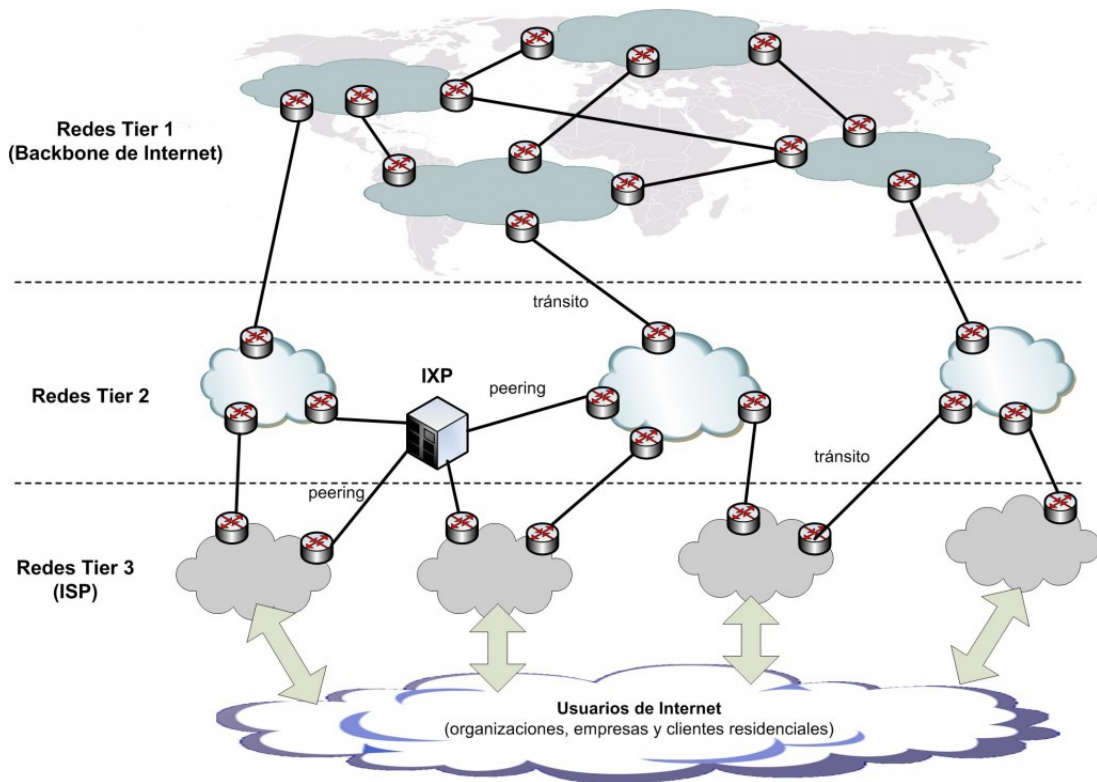 Redes Tier 1
(Backbone de Internet)
tránsito
Redes Tier 2
IXP
peering
tránsito
peering
Redes Tier 3
(ISP)
Usuarios de Internet
(organizaciones, empresas y clientes residenciales)